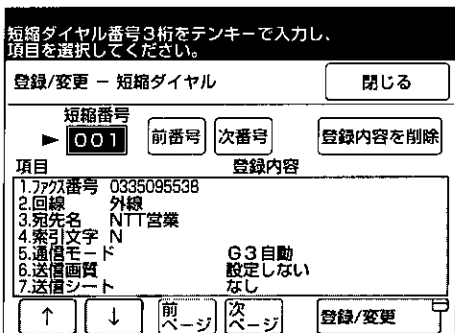 短縮ダイヤル番号3桁をテンキーで入力し、
項目を選択してください。
登録/変更 － 短縮ダイヤル
閉じる
短縮番号
► 001
前番号
次番号
登録内容を削除
項目
登録内容
1.ファクス番号 0335095538
2.回線 外線
3.宛先名 NTT営業
4.索引文字 N
5.通信モード G3自動
6.送信画質 設定しない
7.送信シート なし
↑
↓
前ページ
次ページ
登録/変更